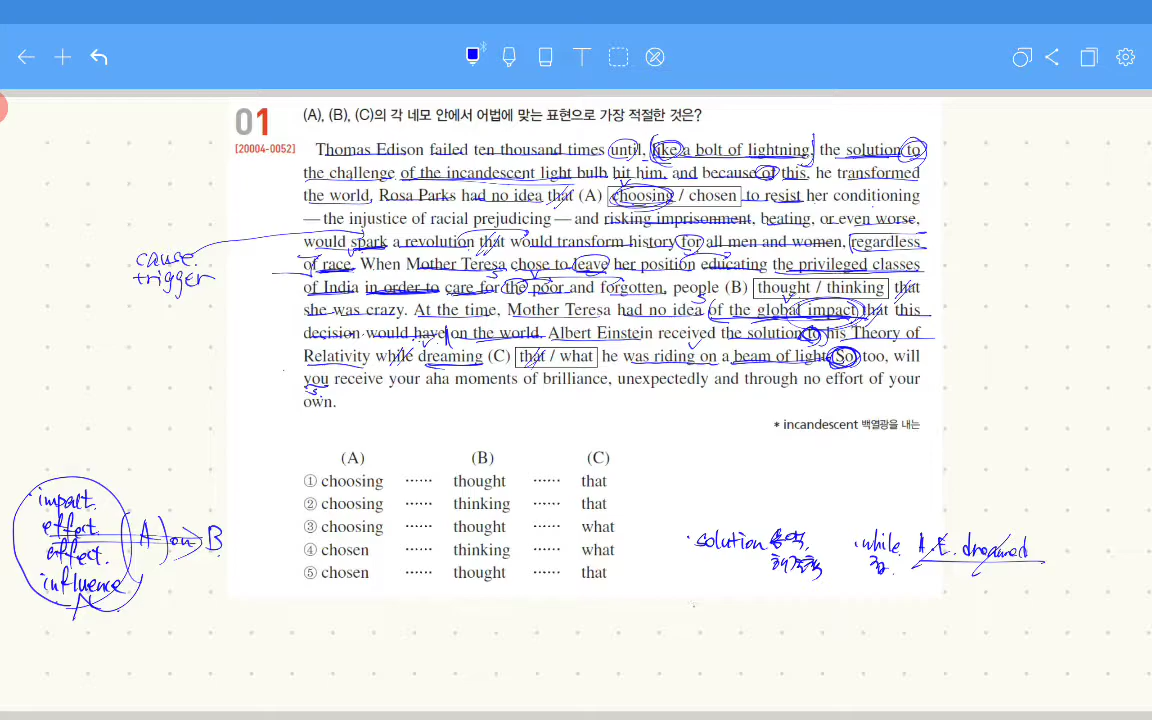 01
[20004-0052]
(A), (B), (C)의 각 네모 안에서 어법에 맞는 표현으로 가장 적절한 것은?
Thomas Edison failed ten thousand times until, like a bolt of lightning, the solution to
the challenge of the incandescent light bulb hit him, and because of this, he transformed
the world, Rosa Parks had no idea that (A) choosing / chosen to resist her conditioning
—the injustice of racial prejudicing—and risking imprisonment, beating, or even worse,
would spark a revolution that would transform history for all men and women, regardless
of race. When Mother Teresa chose to leave her position educating the privileged classes
of India in order to care for the poor and forgotten, people (B) thought / thinking that
she was crazy. At the time, Mother Teresa had no idea of the global impact that this
decision would have on the world. Albert Einstein received the solution to his Theory of
Relativity while dreaming (C) that / what he was riding on a beam of light. So, too, will
you receive your aha moments of brilliance, unexpectedly and through no effort of your
own.
* incandescent 백열광을 내는
(A) (B) (C)
① choosing ······ thought ······ that
② choosing ······ thinking ······ that
③ choosing ······ thought ······ what
④ chosen ······ thinking ······ what
⑤ chosen ······ thought ······ that
cause.
trigger
impact.
effect.
affect.
influence
(A) on B
N
solution
while A.E. dreamed